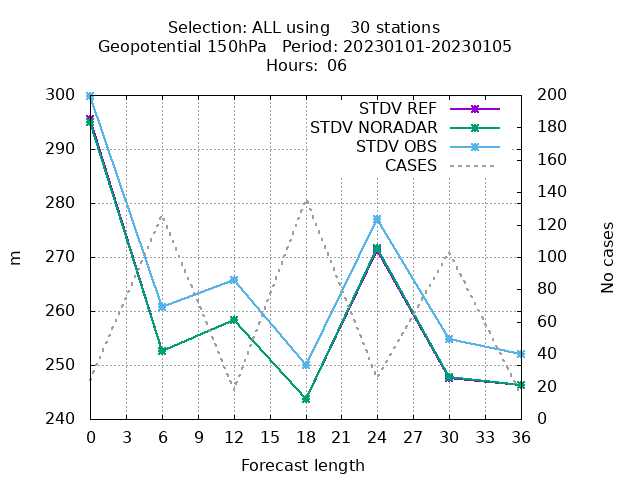 Selection: ALL using    30 stations
Geopotential 150hPa   Period: 20230101-20230105
Hours:  06
STDV REF
STDV NORADAR
STDV OBS
CASES
300
290
280
270
260
250
240
m
200
180
160
140
120
100
80
60
40
20
0
No cases
0 3 6 9 12 15 18 21 24 27 30 33 36
Forecast length